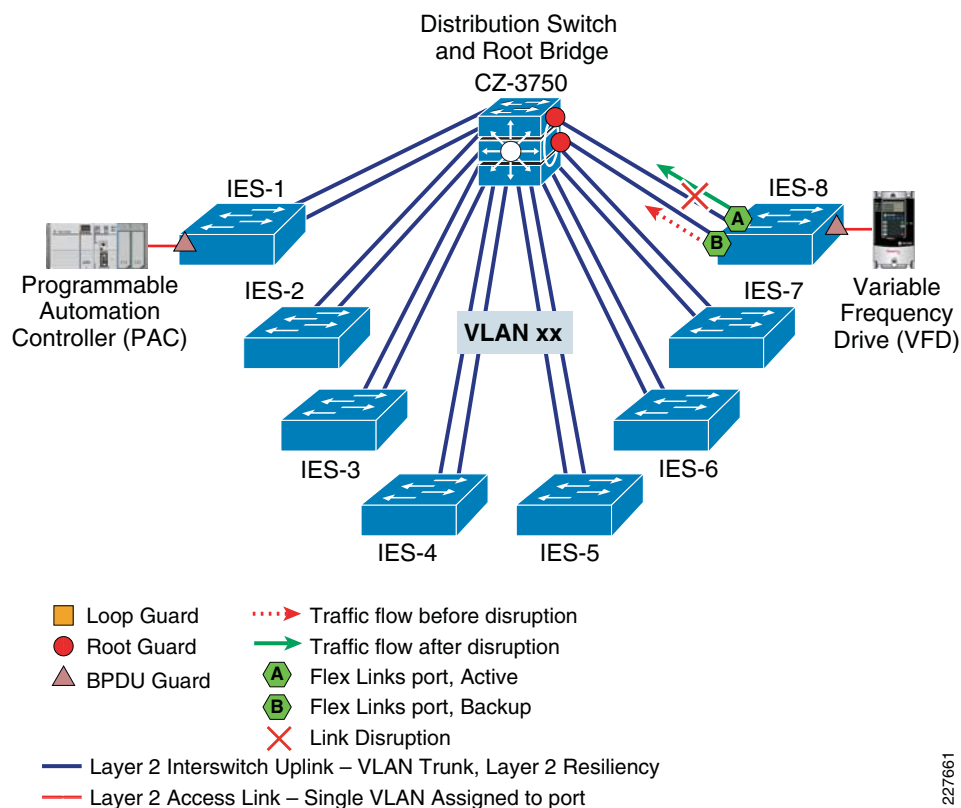 Distribution Switch
and Root Bridge
CZ-3750
IES-1
IES-8
A
B
Programmable
Automation
Controller (PAC)
IES-2
IES-7
Variable
Frequency
Drive (VFD)
VLAN xx
IES-3
IES-6
IES-4
IES-5
Loop Guard
Root Guard
BPDU Guard
Traffic flow before disruption
Traffic flow after disruption
A Flex Links port, Active
B Flex Links port, Backup
Link Disruption
Layer 2 Interswitch Uplink – VLAN Trunk, Layer 2 Resiliency
Layer 2 Access Link – Single VLAN Assigned to port
227661